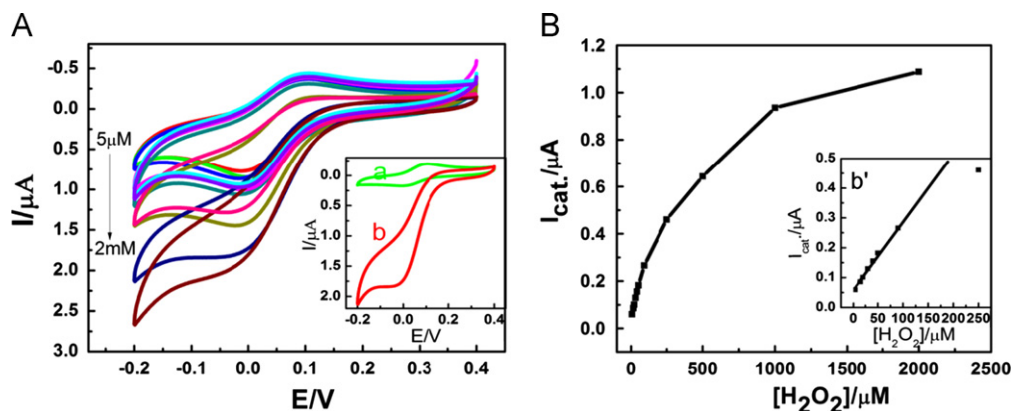 A
I/μA
-0.5
0.0
0.5
1.0
1.5
2.0
2.5
3.0
5μM
2mM
-0.2 -0.1 0.0 0.1 0.2 0.3 0.4
E/V
I/μA
0.0
0.5
1.0
1.5
2.0
a
b
-0.2 0.0 0.2 0.4
E/V
B
I cat./μA
1.2
1.0
0.8
0.6
0.4
0.2
0.0
0 500 1000 1500 2000 2500
[H₂O₂]/μM
b'
I cat./μA
0.5
0.4
0.3
0.2
0.1
0.0
0 50 100 150 200 250
[H₂O₂]/μM